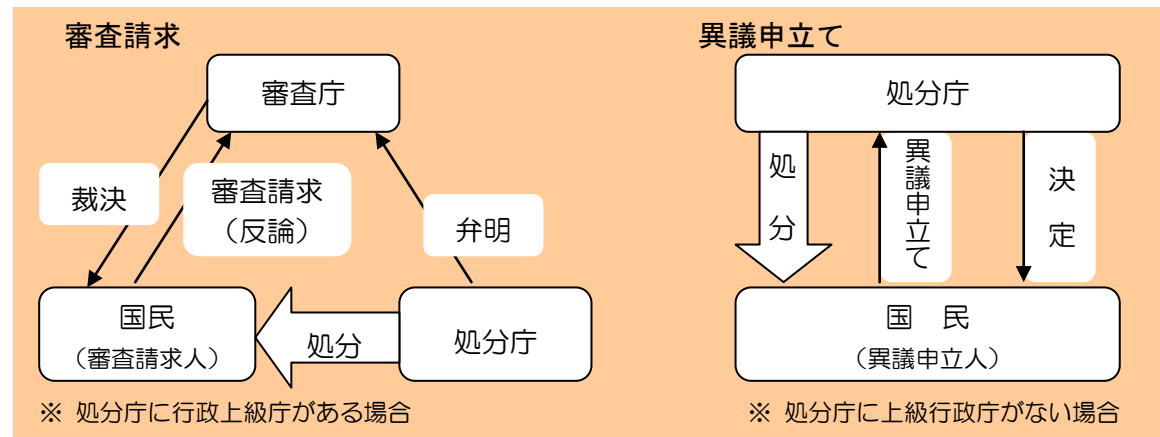 審査請求
審査庁
裁決
審査請求
（反論）
弁明
国民
（審査請求人）
処分
処分庁
※ 処分庁に行政上級庁がある場合
異議申立て
処分庁
処分
異議申立て
決定
国　民
（異議申立人）
※ 処分庁に上級行政庁がない場合